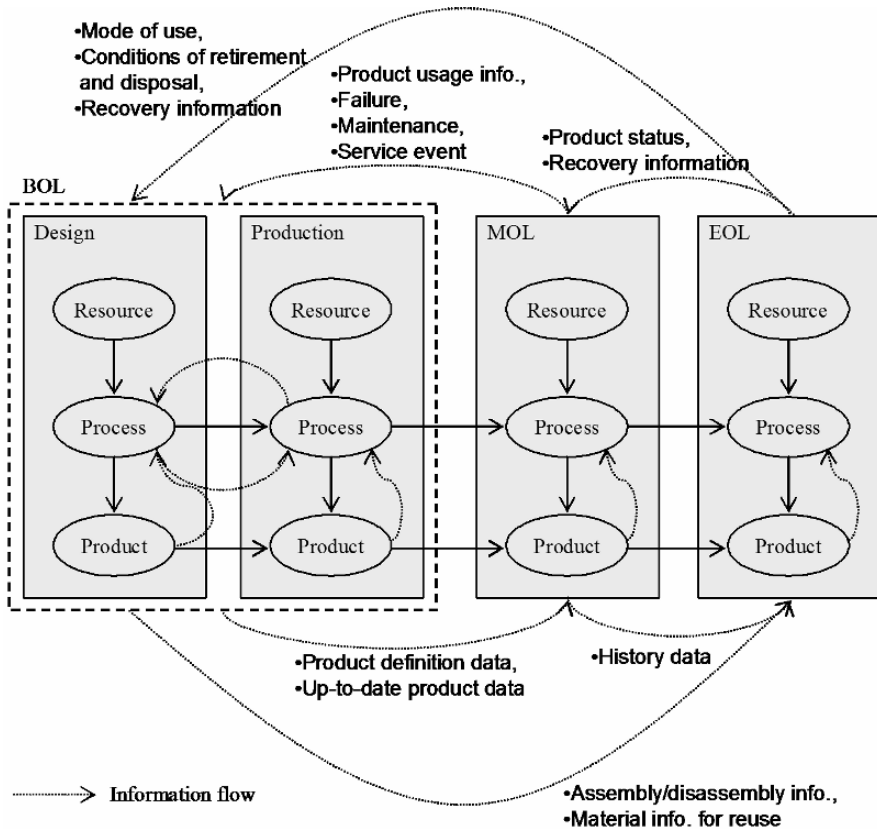 •Mode of use,
•Conditions of retirement
and disposal,
•Recovery information
•Product usage info.,
•Failure,
•Maintenance,
•Service event
•Product status,
•Recovery information
BOL
Design
Production
MOL
EOL
Resource
Resource
Resource
Resource
Process
Process
Process
Process
Product
Product
Product
Product
•Product definition data,
•Up-to-date product data
•History data
Information flow
•Assembly/disassembly info.,
•Material info. for reuse